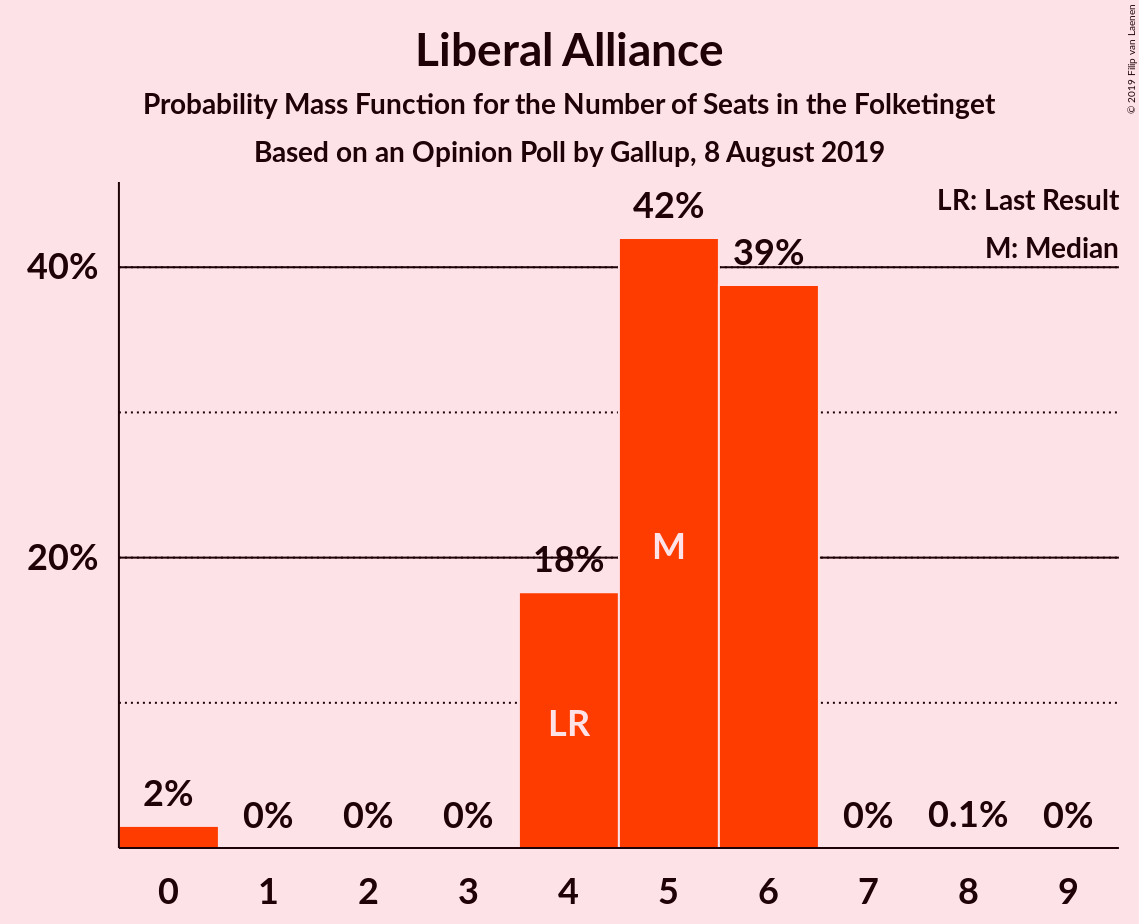 Liberal Alliance
Probability Mass Function for the Number of Seats in the Folketinget
Based on an Opinion Poll by Gallup, 8 August 2019
© 2019 Filip van Laenen
LR: Last Result
M: Median
42%
39%
40%
20%
18%
M
LR
2%
0%
0%
0%
0%
0.1%
0%
0 1 2 3 4 5 6 7 8 9